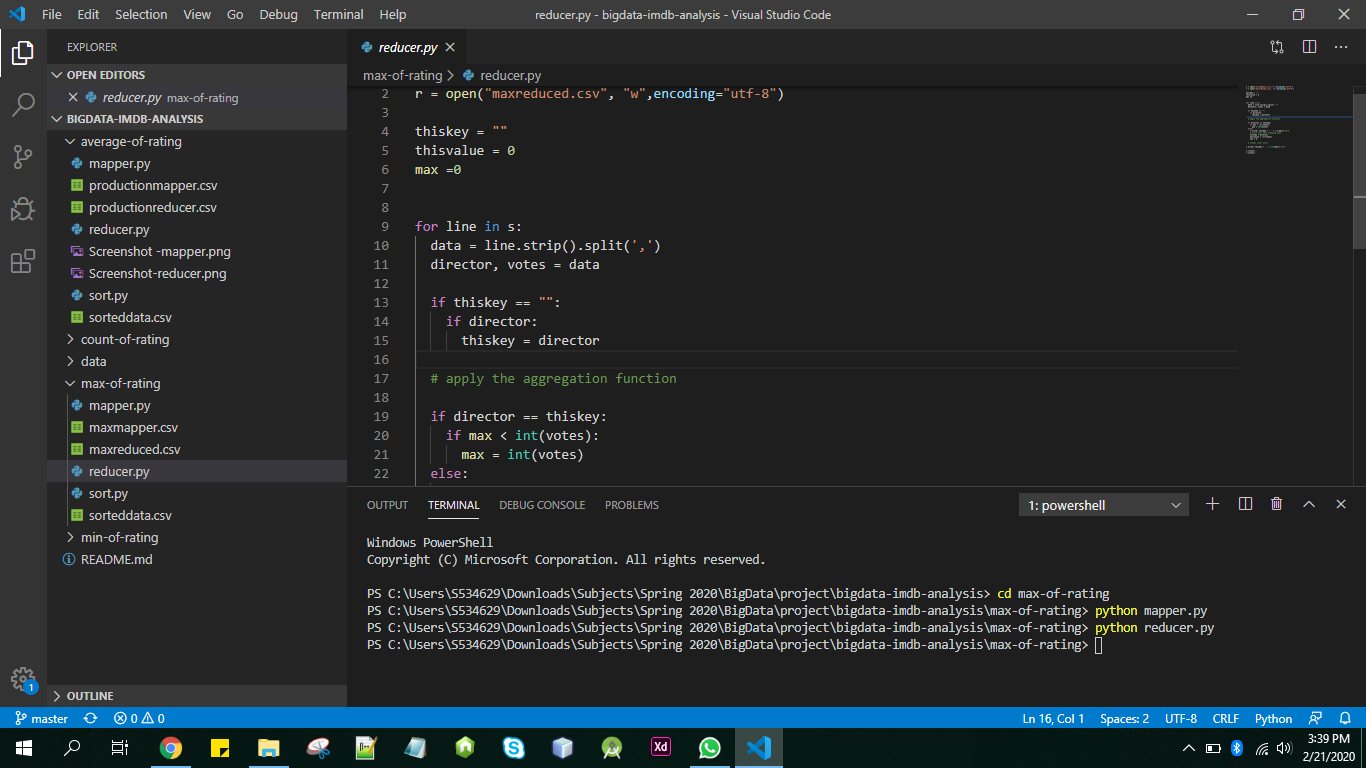 File Edit Selection View Go Debug Terminal Help
reducer.py - bigdata-imdb-analysis - Visual Studio Code
EXPLORER
OPEN EDITORS
reducer.py max-of-rating
BIGDATA-IMDB-ANALYSIS
average-of-rating
mapper.py
productionmapper.csv
productionreducer.csv
reducer.py
Screenshot -mapper.png
Screenshot-reducer.png
sort.py
sorteddata.csv
count-of-rating
data
max-of-rating
mapper.py
maxmapper.csv
maxreduced.csv
reducer.py
sort.py
sorteddata.csv
min-of-rating
README.md
OUTLINE
1
reducer.py
max-of-rating > reducer.py
2 r = open("maxreduced.csv", "w",encoding="utf-8")
3
4 thiskey = ""
5 thisvalue = 0
6 max =0
7
8
9 for line in s:
10 data = line.strip().split(',')
11 director, votes = data
12
13 if thiskey == "":
14 if director:
15 thiskey = director
16
17 # apply the aggregation function
18
19 if director == thiskey:
20 if max < int(votes):
21 max = int(votes)
22 else:
OUTPUT TERMINAL DEBUG CONSOLE PROBLEMS
1: powershell
Windows PowerShell
Copyright (C) Microsoft Corporation. All rights reserved.
PS C:\Users\S534629\Downloads\Subjects\Spring 2020\BigData\project\bigdata-imdb-analysis> cd max-of-rating
PS C:\Users\S534629\Downloads\Subjects\Spring 2020\BigData\project\bigdata-imdb-analysis\max-of-rating> python mapper.py
PS C:\Users\S534629\Downloads\Subjects\Spring 2020\BigData\project\bigdata-imdb-analysis\max-of-rating> python reducer.py
PS C:\Users\S534629\Downloads\Subjects\Spring 2020\BigData\project\bigdata-imdb-analysis\max-of-rating>
master 0 0 Ln 16, Col 1 Spaces: 2 UTF-8 CRLF Python
Xd
3:39 PM
2/21/2020